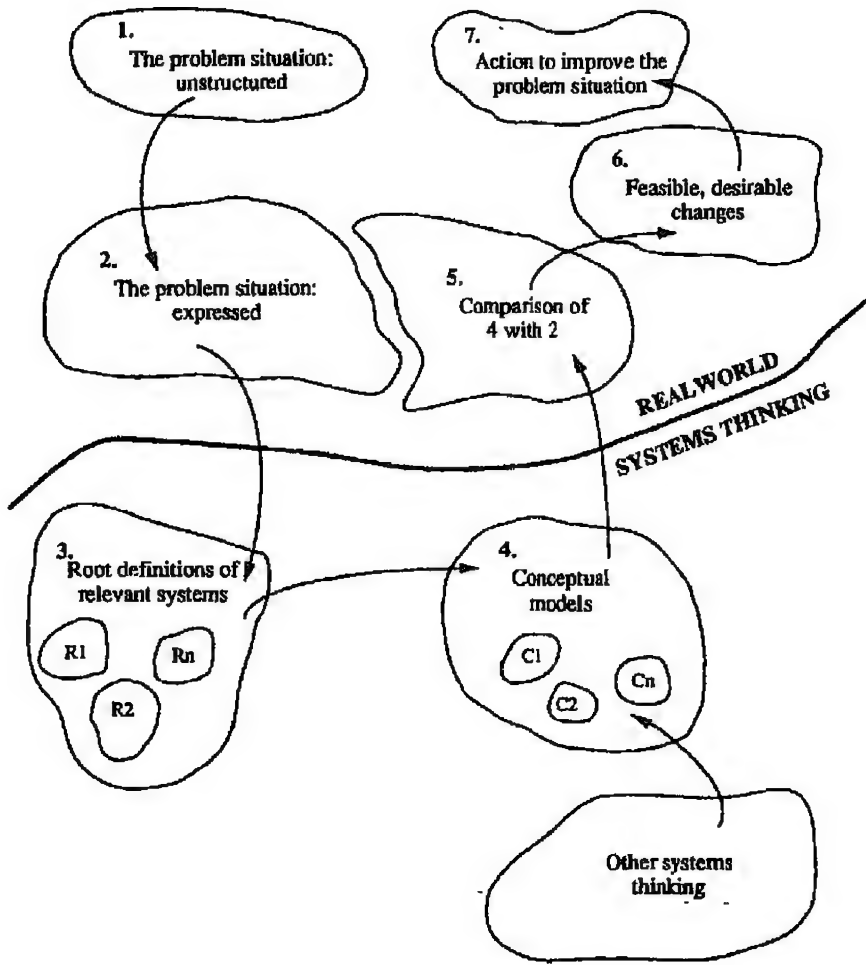 1.
The problem situation:
unstructured
7.
Action to improve the
problem situation
6.
Feasible, desirable
changes
2.
The problem situation:
expressed
5.
Comparison of
4 with 2
REALWORLD
SYSTEMS THINKING
3.
Root definitions of
relevant systems
R1
Rn
R2
4.
Conceptual
models
C1
C2
Cn
Other systems
thinking